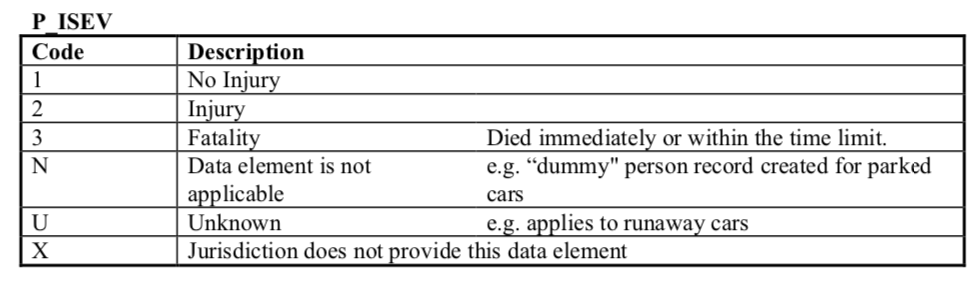 P_ISEV
Code Description
1 No Injury
2 Injury
3 Fatality Died immediately or within the time limit.
N Data element is not e.g. “dummy" person record created for parked
applicable cars
U Unknown e.g. applies to runaway cars
X Jurisdiction does not provide this data element